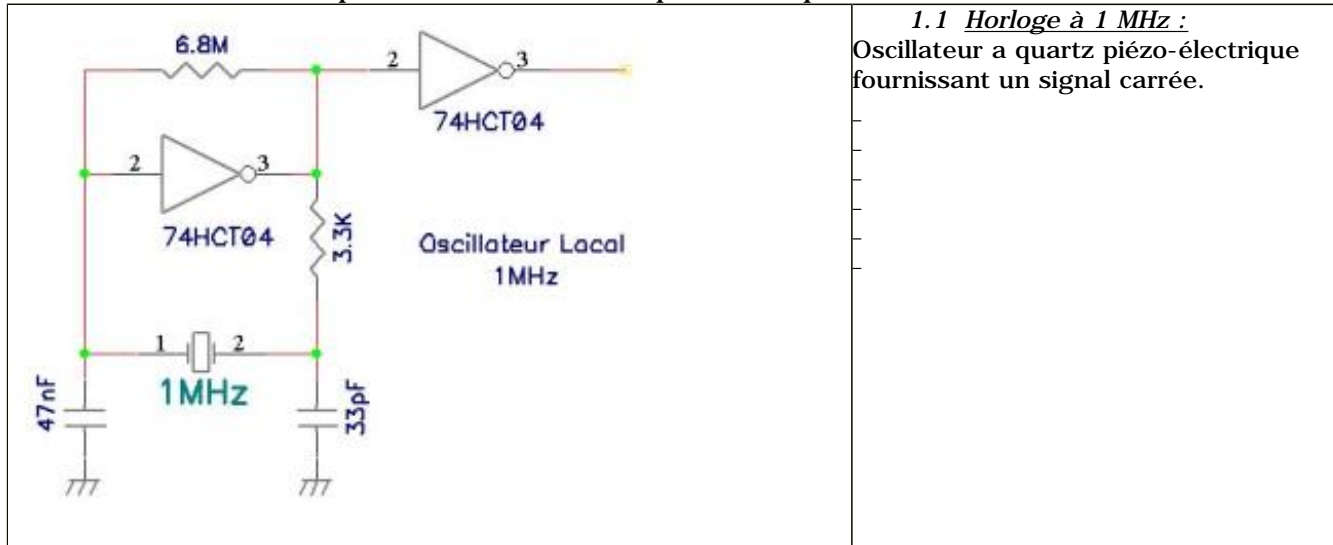 6.8M
2
3
74HCT04
2
3
74HCT04
3.3K
Oscillateur Local
1MHz
1
2
1MHz
47nF
33pF
1.1 Horloge à 1 MHz :
Oscillateur a quartz piézo-électrique
fournissant un signal carrée.
-
-
-
-
-
-